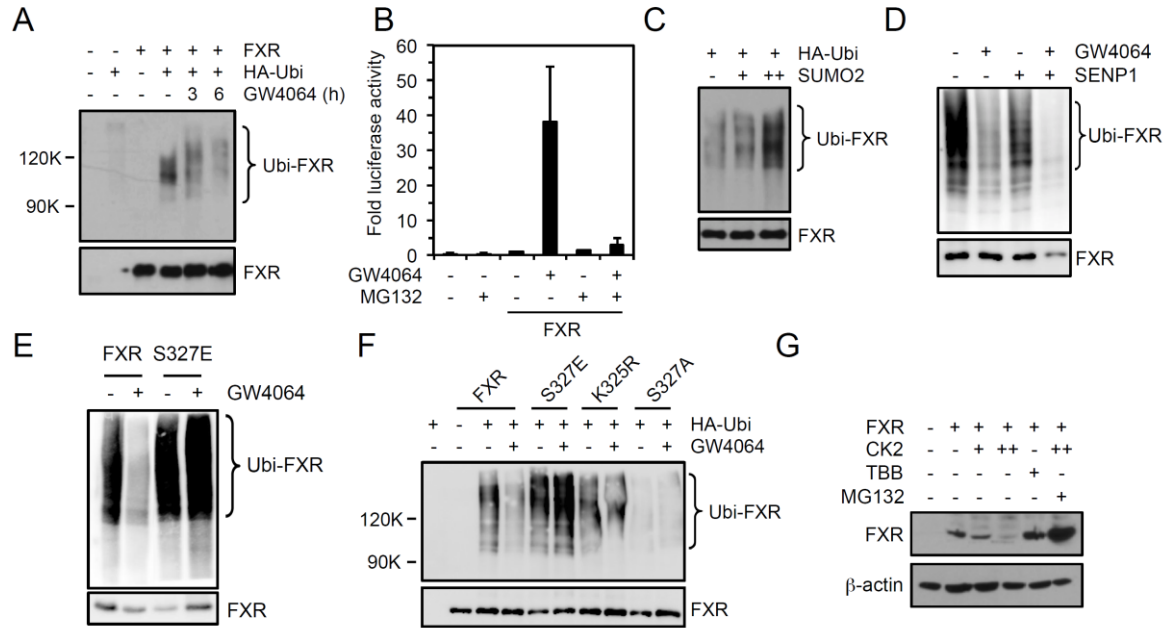 A
- - + + + + FXR
- + - + + + HA-Ubi
- - - - 3 6 GW4064 (h)
120K
90K
Ubi-FXR
FXR
B
Fold luciferase activity
60
50
40
30
20
10
0
GW4064 - - - + - +
MG132 - + - - + +
FXR
C
+ + + HA-Ubi
- + ++ SUMO2
Ubi-FXR
FXR
D
- + - + GW4064
- - + + SENP1
Ubi-FXR
FXR
E
FXR S327E
- + - + GW4064
Ubi-FXR
FXR
F
FXR S327E K325R S327A
+ - + + + + + + + + HA-Ubi
- - - + - + - + - + GW4064
120K
90K
Ubi-FXR
FXR
G
FXR - + + + + +
CK2 - - + ++ - ++
TBB - - - - + -
MG132 - - - - - +
FXR
β-actin